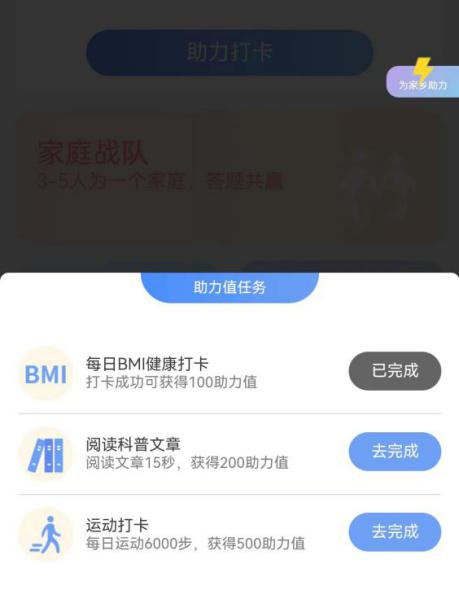 助力打卡
为家乡助力
家庭战队
3-5人为一个家庭，答题共赢
助力值任务
BMI
每日BMI健康打卡
打卡成功可获得100助力值
已完成
阅读科普文章
阅读文章15秒，获得200助力值
去完成
运动打卡
每日运动6000步，获得500助力值
去完成